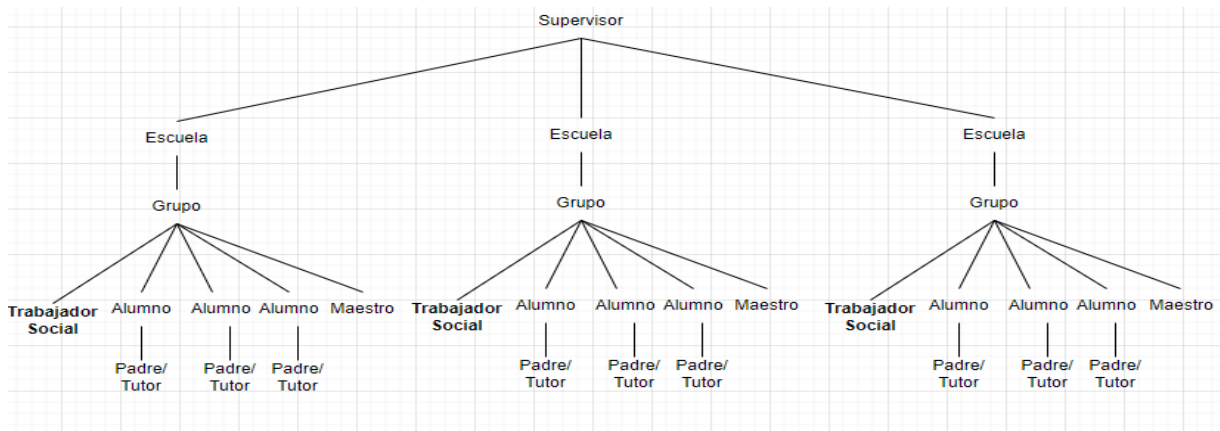 Supervisor
Escuela
Escuela
Escuela
Grupo
Grupo
Grupo
Trabajador
Social
Alumno
Alumno
Alumno
Maestro
Trabajador
Social
Alumno
Alumno
Alumno
Maestro
Trabajador
Social
Alumno
Alumno
Alumno
Maestro
Padre/
Tutor
Padre/
Tutor
Padre/
Tutor
Padre/
Tutor
Padre/
Tutor
Padre/
Tutor
Padre/
Tutor
Padre/
Tutor
Padre/
Tutor